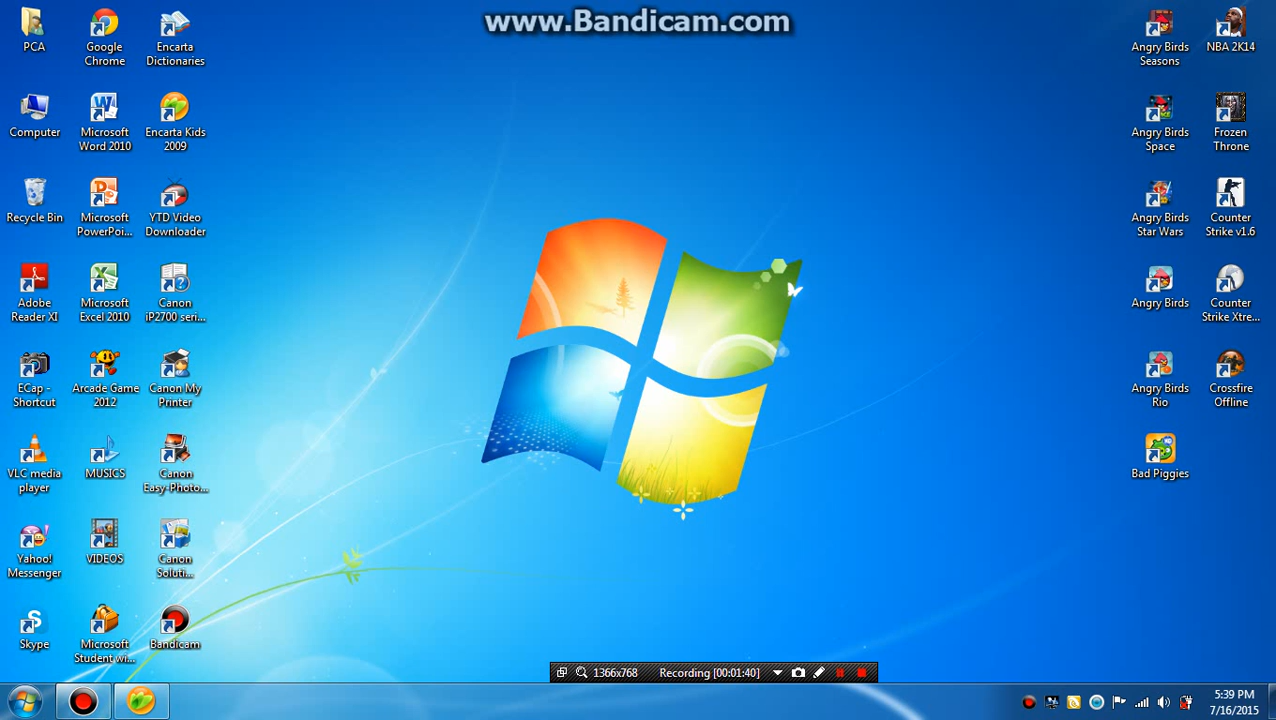 www.Bandicam.com
PCA
Google
Chrome
Encarta
Dictionaries
Computer
Microsoft
Word 2010
Encarta Kids
2009
Recycle Bin
Microsoft
PowerPoi...
YTD Video
Downloader
Adobe
Reader XI
Microsoft
Excel 2010
Canon
iP2700 seri...
ECap -
Shortcut
Arcade Game
2012
Canon My
Printer
VLC media
player
MUSICS
Canon
Easy-Photo...
Yahoo!
Messenger
VIDEOS
Canon
Soluti...
Skype
Microsoft
Student wi...
Bandicam
Angry Birds
Seasons
NBA 2K14
Angry Birds
Space
Frozen
Throne
Angry Birds
Star Wars
Counter
Strike v1.6
Angry Birds
Counter
Strike Xtre...
Angry Birds
Rio
Crossfire
Offline
Bad Piggies
1366x768 Recording [00:01:40]
5:39 PM
7/16/2015